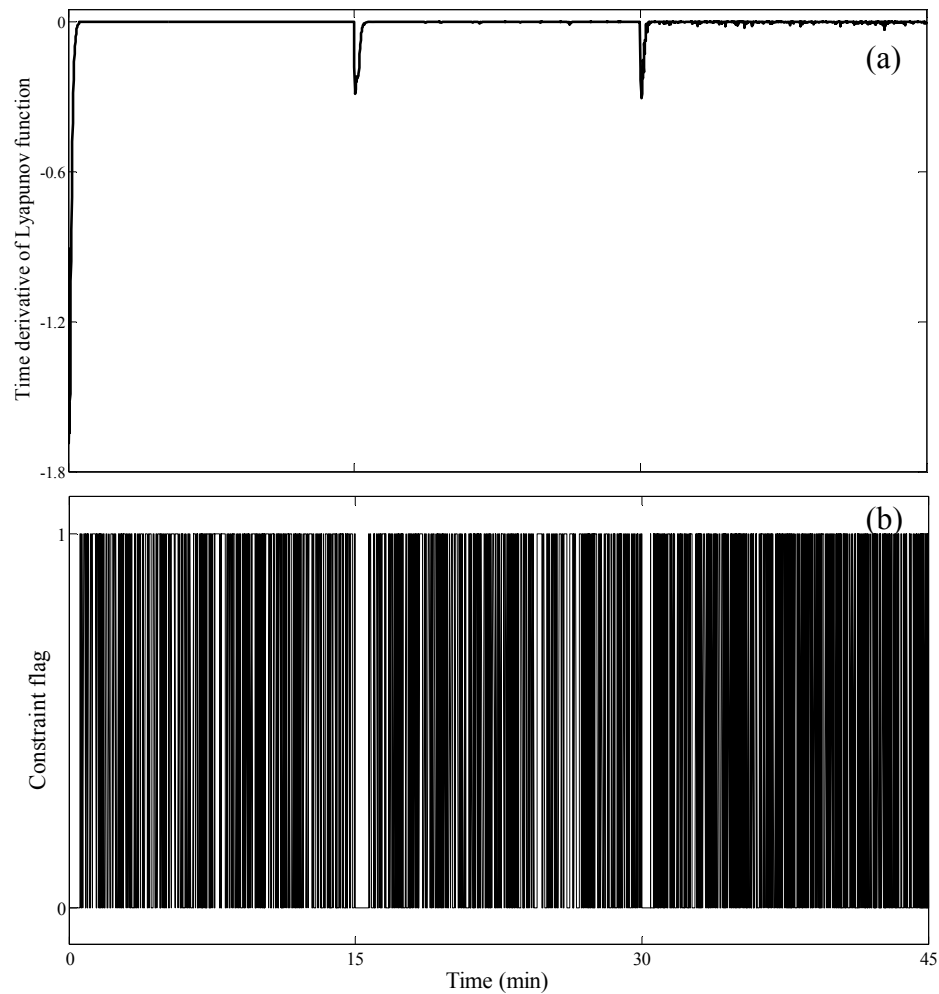 0
-0.6
-1.2
-1.8
Time derivative of Lyapunov function
(a)
(b)
1
0
Constraint flag
0 15 30 45
Time (min)